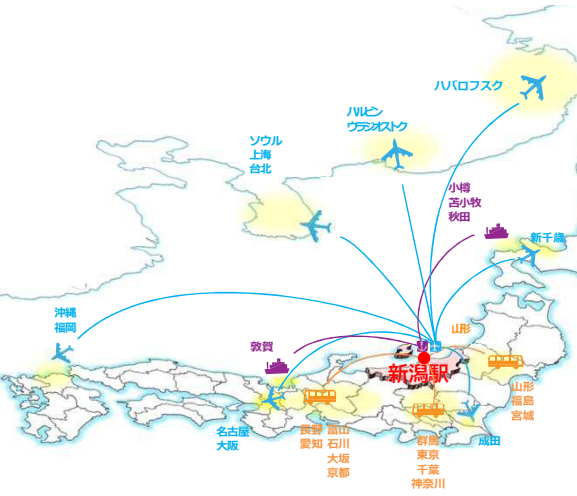 ハバロフスク
ハルビン
ウラジオストク
ソウル
上海
台北
小樽
苫小牧
秋田
新千歳
沖縄
福岡
敦賀
山形
新潟駅
山形
福島
宮城
名古屋
大阪
長野
愛知
富山
石川
大坂
京都
群馬
東京
千葉
神奈川
成田